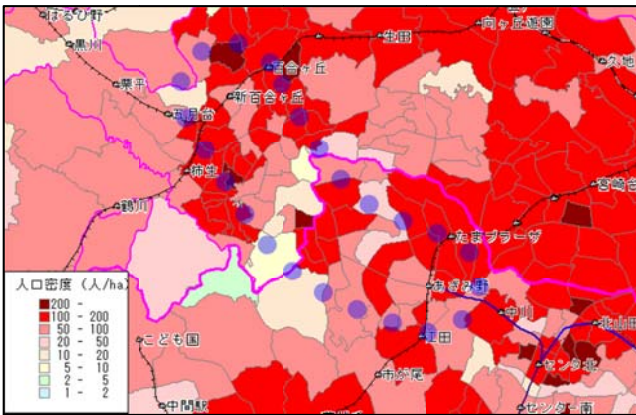 はるひ野
黒川
栗平
五月台
柿生
鶴川
新百合ヶ丘
百合ヶ丘
生田
向ヶ丘遊園
久地
宮崎台
たまプラーザ
あざみ野
中川
北山田
センタ北
センター南
江田
市が尾
こども国
中間駅
人口密度 (人/ha)
200 -
100 - 200
50 - 100
20 - 50
10 - 20
5 - 10
2 - 5
1 - 2